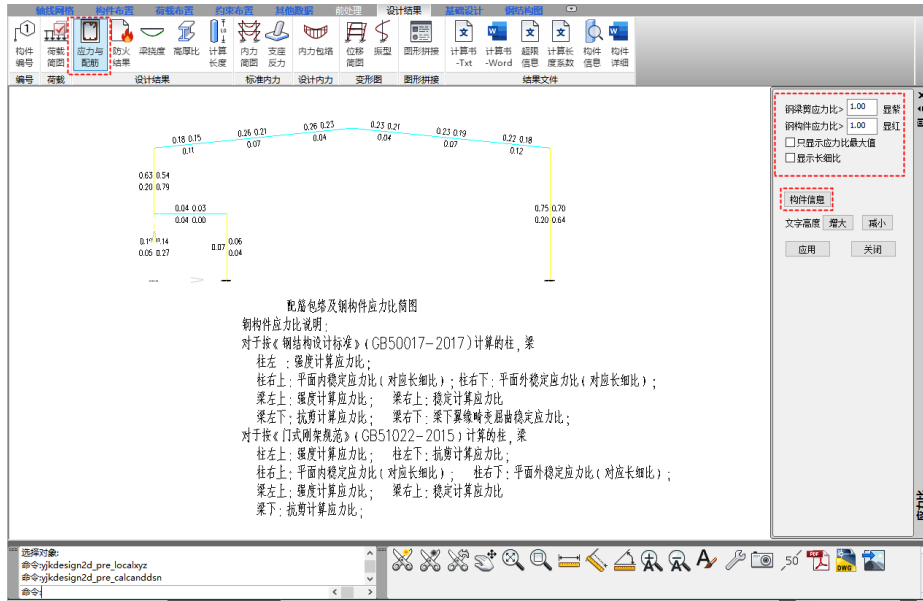 轴线网格 构件布置 荷载布置 约束布置 其他数据 前处理 设计结果 基础设计 钢结构图
构件编号 荷载简图 应力与配筋 防火结果 梁挠度 高厚比 计算长度 内力简图 支座反力 内力包络 位移简图 振型 图形拼接 计算书-Txt 计算书-Word 超限信息 计算长度系数 构件信息 构件详细
编号 荷载 设计结果 标准内力 设计内力 变形图 图形拼接 结果文件
钢梁剪应力比> 1.00 显紫
钢构件应力比> 1.00 显红
只显示应力比最大值
显示长细比
构件信息
文字高度 增大 减小
应用 关闭
应力比
0.18 0.15
0.11
0.26 0.21
0.07
0.26 0.23
0.04
0.23 0.21
0.04
0.23 0.19
0.07
0.22 0.18
0.12
0.63 0.54
0.20 0.79
0.75 0.70
0.20 0.64
0.04 0.03
0.04 0.00
0.14
0.05 0.27
0.07 0.06
0.04
配筋包络及钢构件应力比简图
钢构件应力比说明:
对于按《钢结构设计标准》(GB50017-2017)计算的柱,梁
柱左 :强度计算应力比;
柱右上:平面内稳定应力比(对应长细比);柱右下:平面外稳定应力比(对应长细比);
梁左上:强度计算应力比; 梁右上:稳定计算应力比
梁左下:抗剪计算应力比; 梁右下:梁下翼缘畸变屈曲稳定应力比;
对于按《门式刚架规范》(GB51022-2015)计算的柱,梁
柱左上:强度计算应力比; 柱左下:抗剪计算应力比;
柱右上:平面内稳定应力比(对应长细比); 柱右下:平面外稳定应力比(对应长细比);
梁左上:强度计算应力比; 梁右上:稳定计算应力比
梁下:抗剪计算应力比;
选择对象:
命令:yjkdesign2d_pre_localxyz
命令:yjkdesign2d_pre_calcanddsn
命令:
50
PDF
DWG